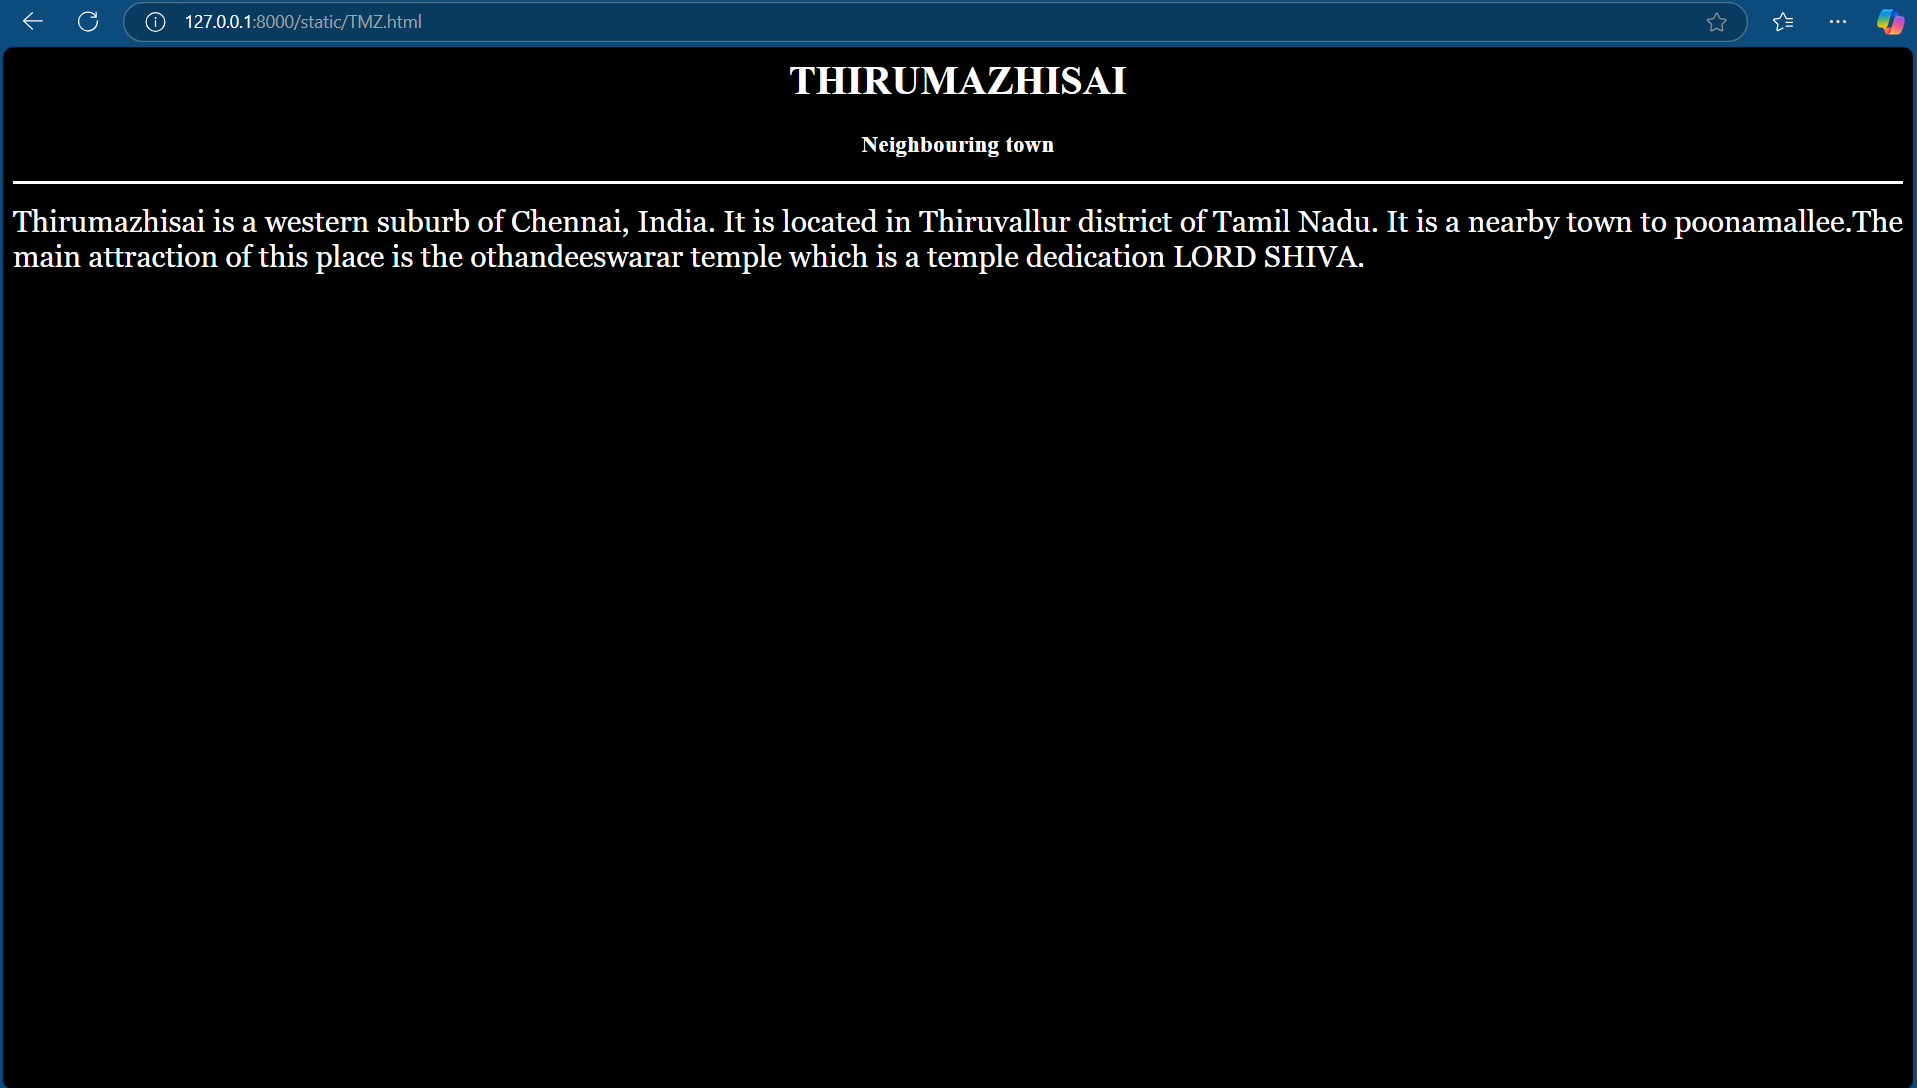 127.0.0.1:8000/static/TMZ.html
THIRUMAZHISAI
Neighbouring town
Thirumazhisai is a western suburb of Chennai, India. It is located in Thiruvallur district of Tamil Nadu. It is a nearby town to poonamallee.The
main attraction of this place is the othandeeswarar temple which is a temple dedication LORD SHIVA.